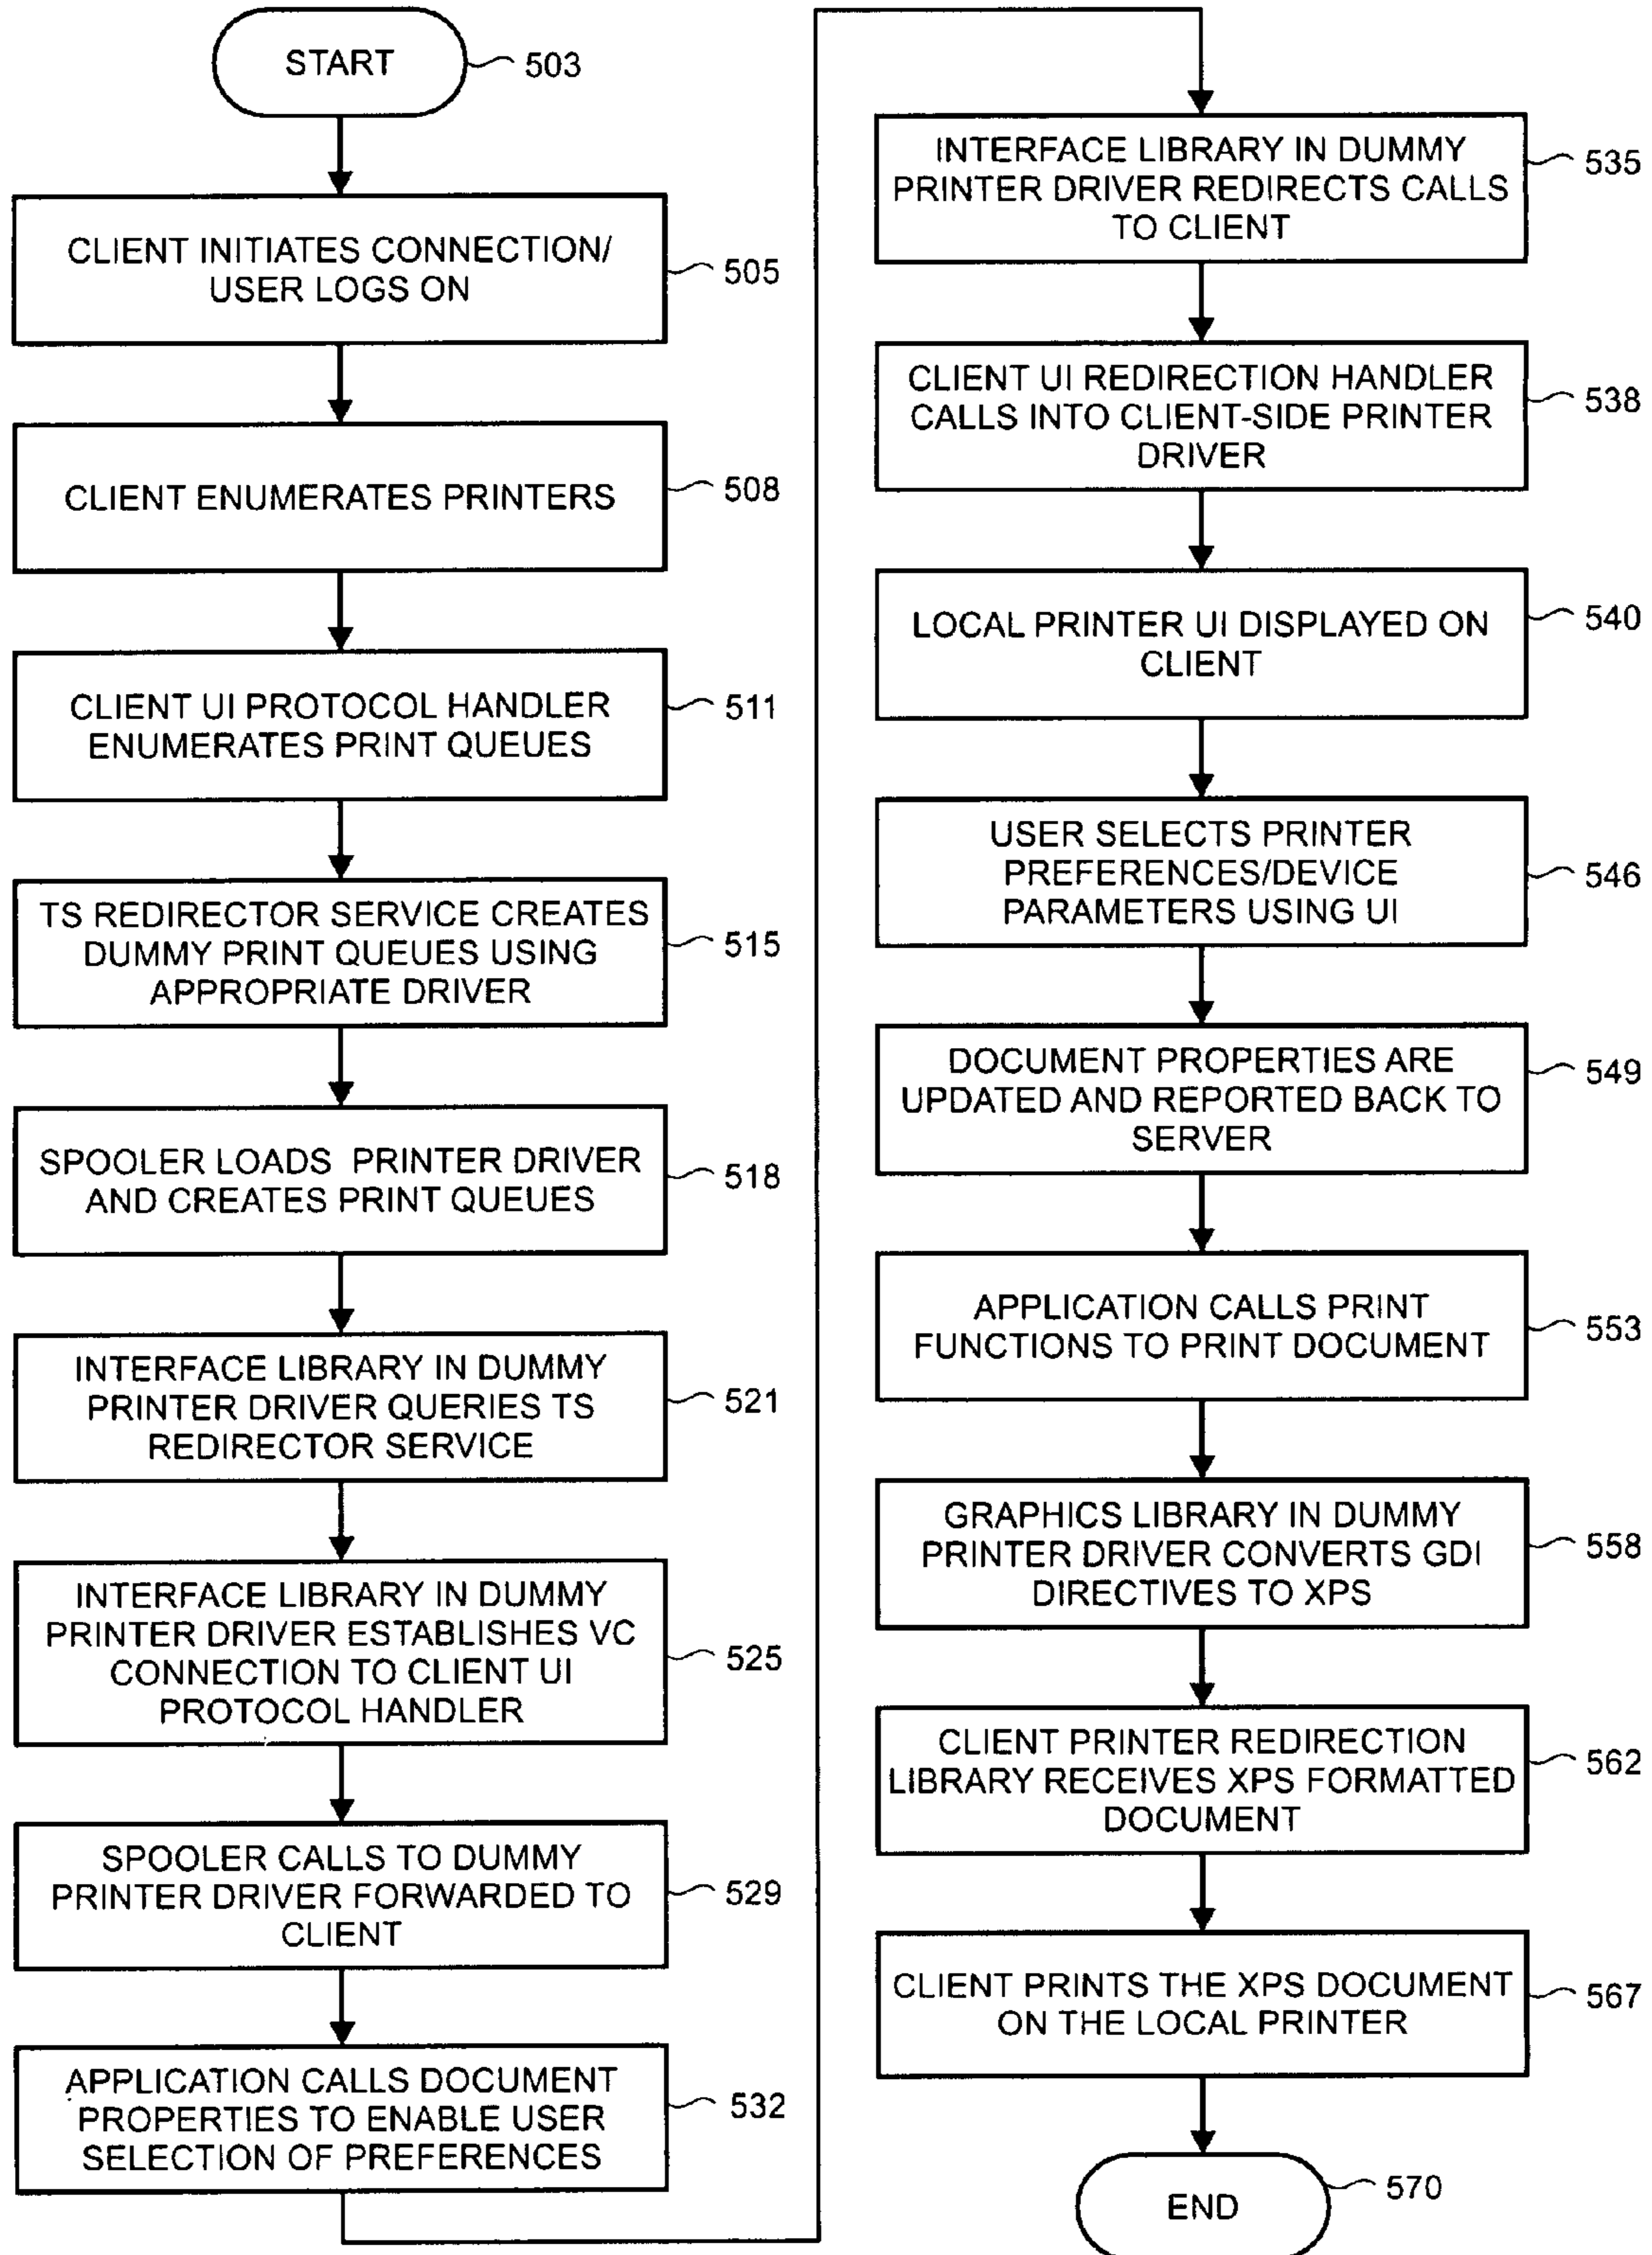 START
503
CLIENT INITIATES CONNECTION/
USER LOGS ON
505
CLIENT ENUMERATES PRINTERS
508
CLIENT UI PROTOCOL HANDLER
ENUMERATES PRINT QUEUES
511
TS REDIRECTOR SERVICE CREATES
DUMMY PRINT QUEUES USING
APPROPRIATE DRIVER
515
SPOOLER LOADS PRINTER DRIVER
AND CREATES PRINT QUEUES
518
INTERFACE LIBRARY IN DUMMY
PRINTER DRIVER QUERIES TS
REDIRECTOR SERVICE
521
INTERFACE LIBRARY IN DUMMY
PRINTER DRIVER ESTABLISHES VC
CONNECTION TO CLIENT UI
PROTOCOL HANDLER
525
SPOOLER CALLS TO DUMMY
PRINTER DRIVER FORWARDED TO
CLIENT
529
APPLICATION CALLS DOCUMENT
PROPERTIES TO ENABLE USER
SELECTION OF PREFERENCES
532
INTERFACE LIBRARY IN DUMMY
PRINTER DRIVER REDIRECTS CALLS
TO CLIENT
535
CLIENT UI REDIRECTION HANDLER
CALLS INTO CLIENT-SIDE PRINTER
DRIVER
538
LOCAL PRINTER UI DISPLAYED ON
CLIENT
540
USER SELECTS PRINTER
PREFERENCES/DEVICE
PARAMETERS USING UI
546
DOCUMENT PROPERTIES ARE
UPDATED AND REPORTED BACK TO
SERVER
549
APPLICATION CALLS PRINT
FUNCTIONS TO PRINT DOCUMENT
553
GRAPHICS LIBRARY IN DUMMY
PRINTER DRIVER CONVERTS GDI
DIRECTIVES TO XPS
558
CLIENT PRINTER REDIRECTION
LIBRARY RECEIVES XPS FORMATTED
DOCUMENT
562
CLIENT PRINTS THE XPS DOCUMENT
ON THE LOCAL PRINTER
567
END
570